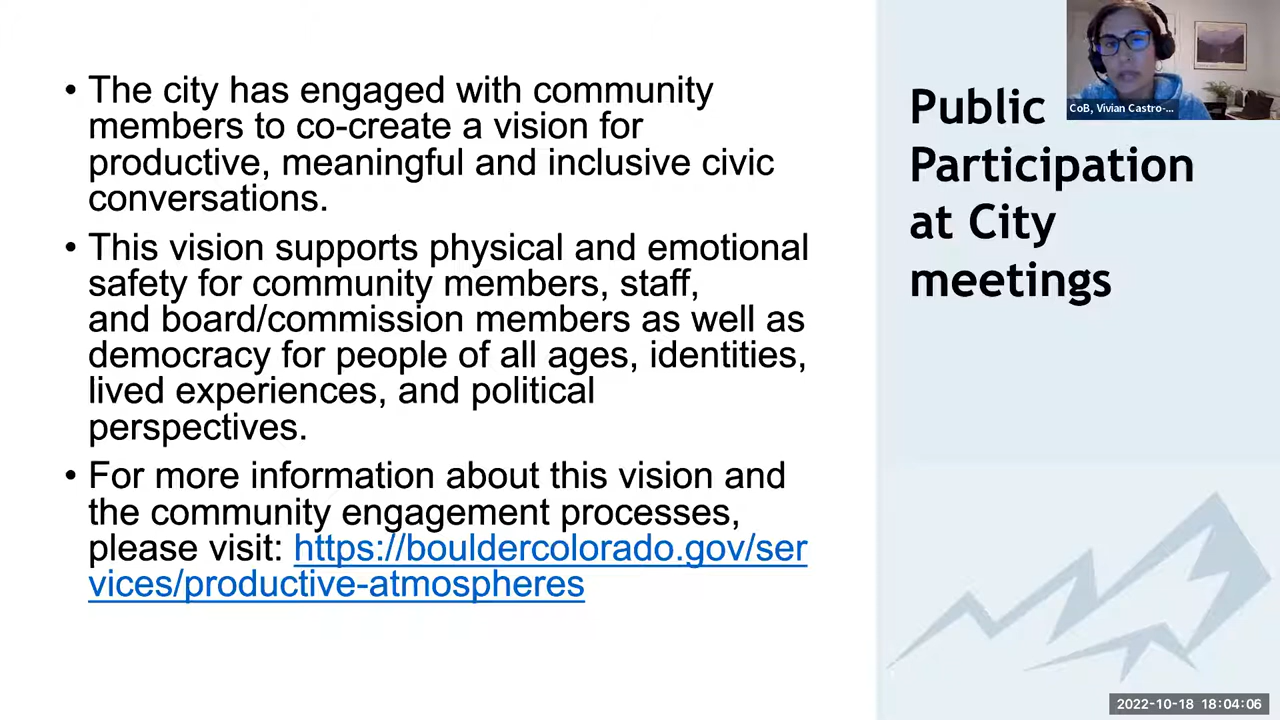 • The city has engaged with community
members to co-create a vision for
productive, meaningful and inclusive civic
conversations.
• This vision supports physical and emotional
safety for community members, staff,
and board/commission members as well as
democracy for people of all ages, identities,
lived experiences, and political
perspectives.
• For more information about this vision and
the community engagement processes,
please visit: https://bouldercolorado.gov/ser
vices/productive-atmospheres
Public
Participation
at City
meetings
CoB, Vivian Castro-...
2022-10-18 18:04:06